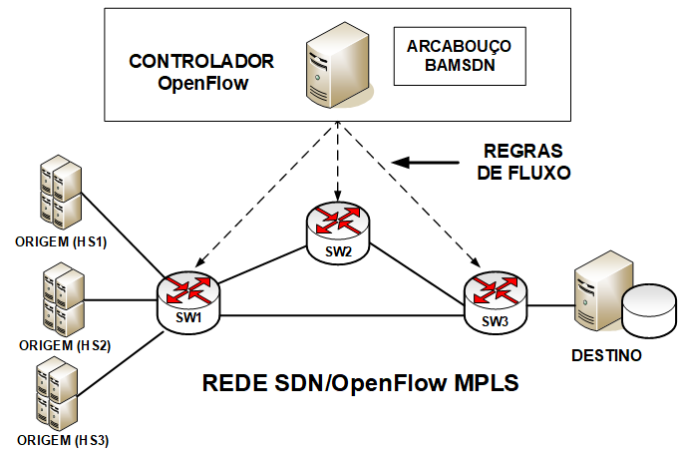 CONTROLADOR
OpenFlow
ARCABOUÇO
BAMSDN
REGRAS
DE FLUXO
ORIGEM (HS1)
SW2
ORIGEM (HS2)
SW1
SW3
DESTINO
REDE SDN/OpenFlow MPLS
ORIGEM (HS3)